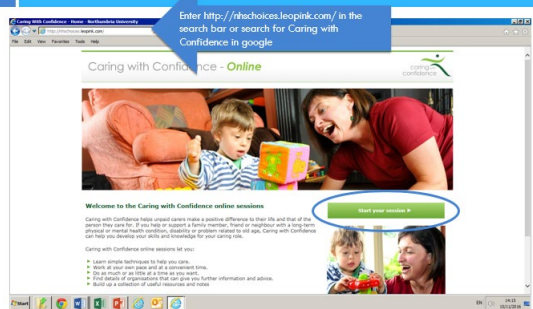 Caring With Confidence - Home - Northumbria University
Enter http://nhschoices.leopink.com/ in the
search bar or search for Caring with
Confidence in google
http://nhschoices.leopink.com/
File Edit View Favorites Tools Help
Caring with Confidence - Online
caring with
confidence
Welcome to the Caring with Confidence online sessions
Start your session
Caring with Confidence helps unpaid carers make a positive difference to their life and that of the
person they care for. If you help or support a family member, friend or neighbour with a long-term
physical or mental health condition, disability or problem related to old age, Caring with Confidence
can help you develop your skills and knowledge for your caring role.
Caring with Confidence online sessions let you:
Learn simple techniques to help you care.
Work at your own pace and at a convenient time.
Do as much or as little at a time as you want.
Find details of organisations that can give you further information and advice.
Build up a collection of useful resources and notes
Start
EN
14:15
15/11/2016